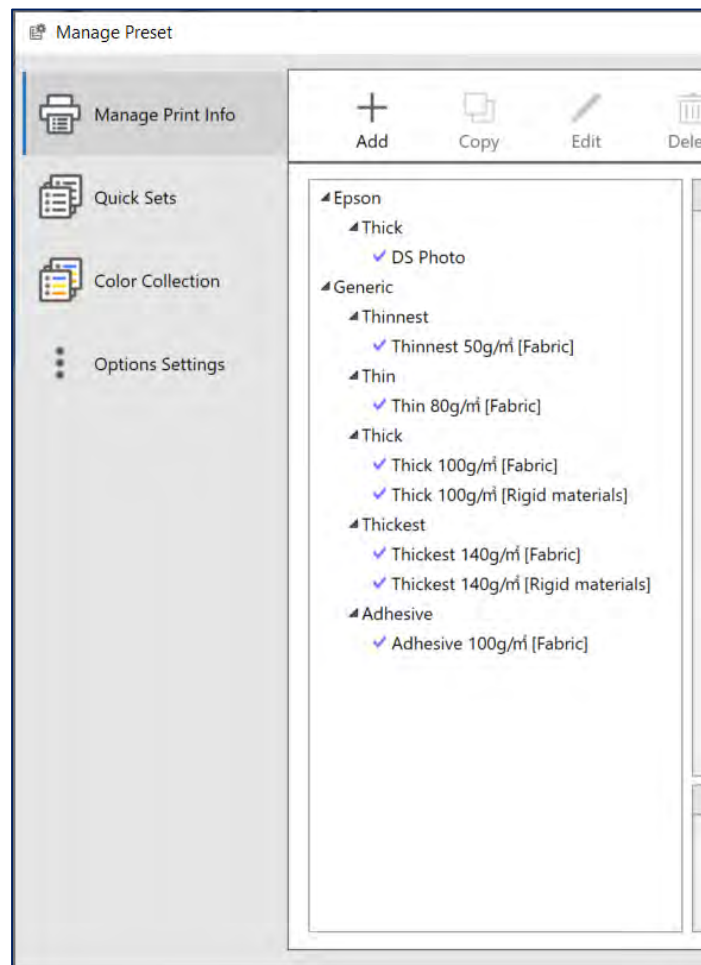 Manage Preset
Manage Print Info
Quick Sets
Color Collection
Options Settings
Add
Copy
Edit
Dele
Epson
Thick
DS Photo
Generic
Thinnest
Thinnest 50g/㎡ [Fabric]
Thin
Thin 80g/㎡ [Fabric]
Thick
Thick 100g/㎡ [Fabric]
Thick 100g/㎡ [Rigid materials]
Thickest
Thickest 140g/㎡ [Fabric]
Thickest 140g/㎡ [Rigid materials]
Adhesive
Adhesive 100g/㎡ [Fabric]